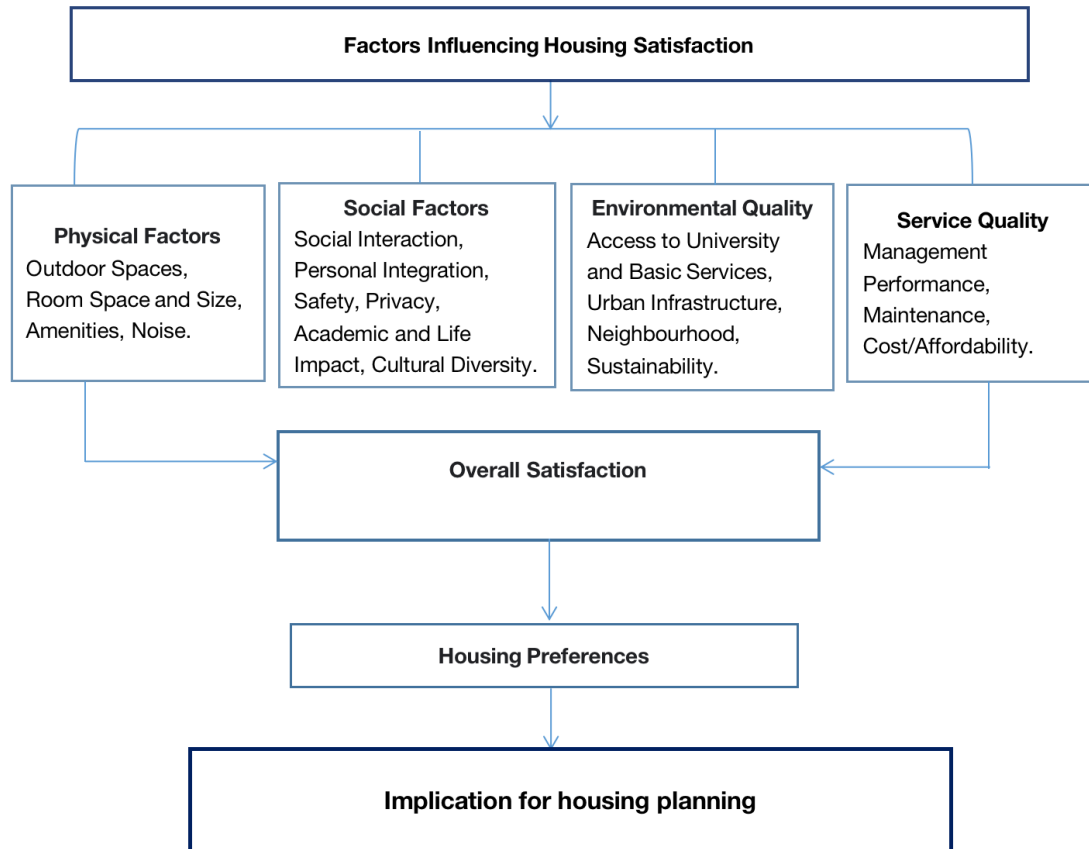 Factors Influencing Housing Satisfaction
Physical Factors
Outdoor Spaces,
Room Space and Size,
Amenities, Noise.
Social Factors
Social Interaction,
Personal Integration,
Safety, Privacy,
Academic and Life
Impact, Cultural Diversity.
Environmental Quality
Access to University
and Basic Services,
Urban Infrastructure,
Neighbourhood,
Sustainability.
Service Quality
Management
Performance,
Maintenance,
Cost/Affordability.
Overall Satisfaction
Housing Preferences
Implication for housing planning